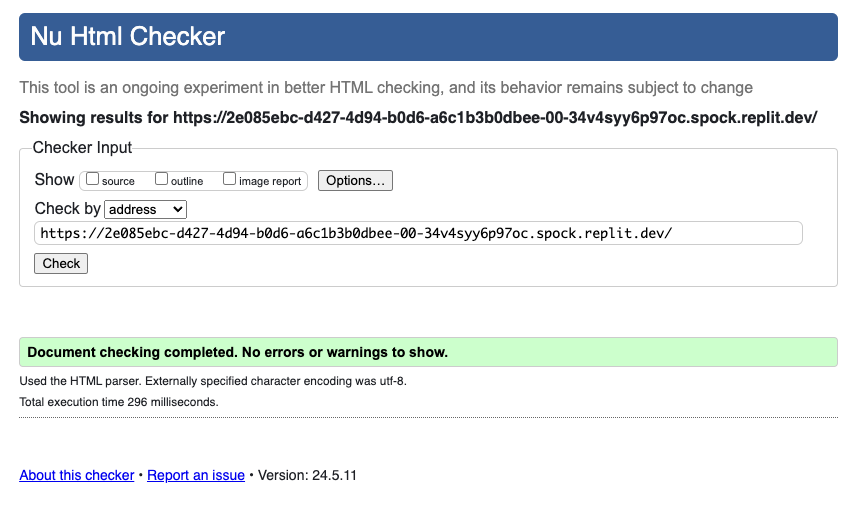 Nu Html Checker
This tool is an ongoing experiment in better HTML checking, and its behavior remains subject to change
Showing results for https://2e085ebc-d427-4d94-b0d6-a6c1b3b0dbee-00-34v4syy6p97oc.spock.replit.dev/
Checker Input
Show source outline image report Options...
Check by address
https://2e085ebc-d427-4d94-b0d6-a6c1b3b0dbee-00-34v4syy6p97oc.spock.replit.dev/
Check
Document checking completed. No errors or warnings to show.
Used the HTML parser. Externally specified character encoding was utf-8.
Total execution time 296 milliseconds.
About this checker • Report an issue • Version: 24.5.11